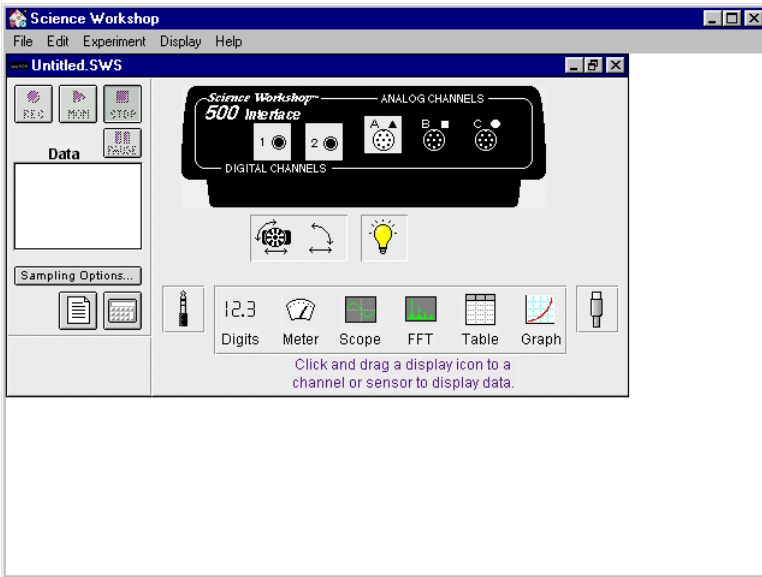 Science Workshop
File Edit Experiment Display Help
Untitled.SWS
REC MON STOP
PAUSE
Data
Sampling Options...
Science Workshop™
ANALOG CHANNELS
500 Interface
A B C
1 2
DIGITAL CHANNELS
12.3
Digits Meter Scope FFT Table Graph
Click and drag a display icon to a
channel or sensor to display data.